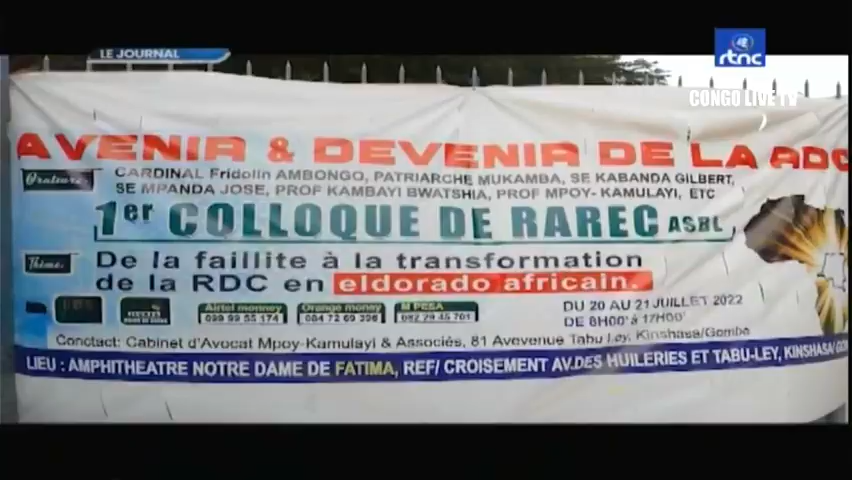 LE JOURNAL
rtnc
CONGO LIVE TV
AVENIR & DEVENIR DE LA RDC
Orateurs
CARDINAL Fridolin AMBONGO, PATRIARCHE MUKAMBA, SE KABANDA GILBERT,
SE MPANDA JOSE, PROF KAMBAYI BWATSHIA, PROF MPOY-KAMULAYI, ETC
1er COLLOQUE DE RAREC ASBL
Thème:
De la faillite à la transformation
de la RDC en eldorado africain.
Airtel monney
099 99 55 174
Orange money
084 72 69 396
M PESA
082 29 45 701
DU 20 AU 21 JUILLET 2022
DE 8H00' à 17H00'
Conctact: Cabinet d'Avocat Mpoy-Kamulayi & Associés, 81 Avevenue Tabu Ley, Kinshasa/Gombe
LIEU : AMPHITHEATRE NOTRE DAME DE FATIMA, REF/ CROISEMENT AV.DES HUILERIES ET TABU-LEY, KINSHASA/